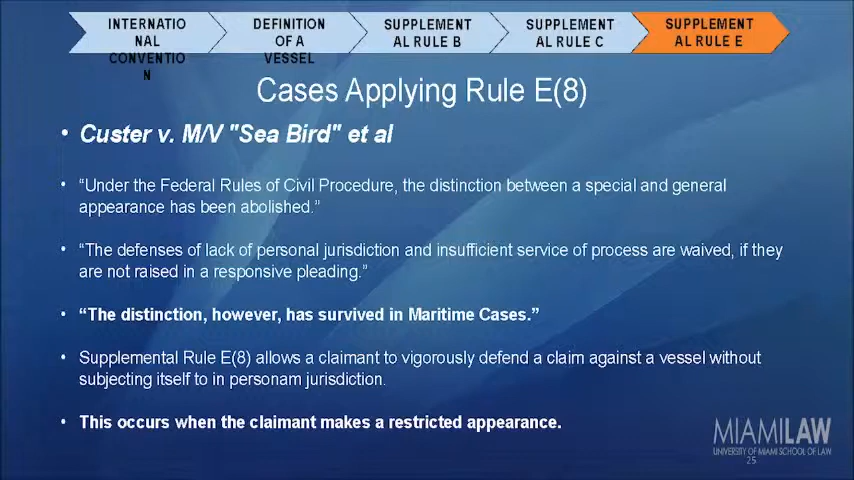 INTERNATIO
NAL
CONVENTIO
N
DEFINITION
OF A
VESSEL
SUPPLEMENT
AL RULE B
SUPPLEMENT
AL RULE C
SUPPLEMENT
AL RULE E
Cases Applying Rule E(8)
• Custer v. M/V "Sea Bird" et al
• “Under the Federal Rules of Civil Procedure, the distinction between a special and general
appearance has been abolished.”
• “The defenses of lack of personal jurisdiction and insufficient service of process are waived, if they
are not raised in a responsive pleading.”
• “The distinction, however, has survived in Maritime Cases.”
• Supplemental Rule E(8) allows a claimant to vigorously defend a claim against a vessel without
subjecting itself to in personam jurisdiction.
• This occurs when the claimant makes a restricted appearance.
MIAMILAW
UNIVERSITY OF MIAMI SCHOOL OF LAW
25